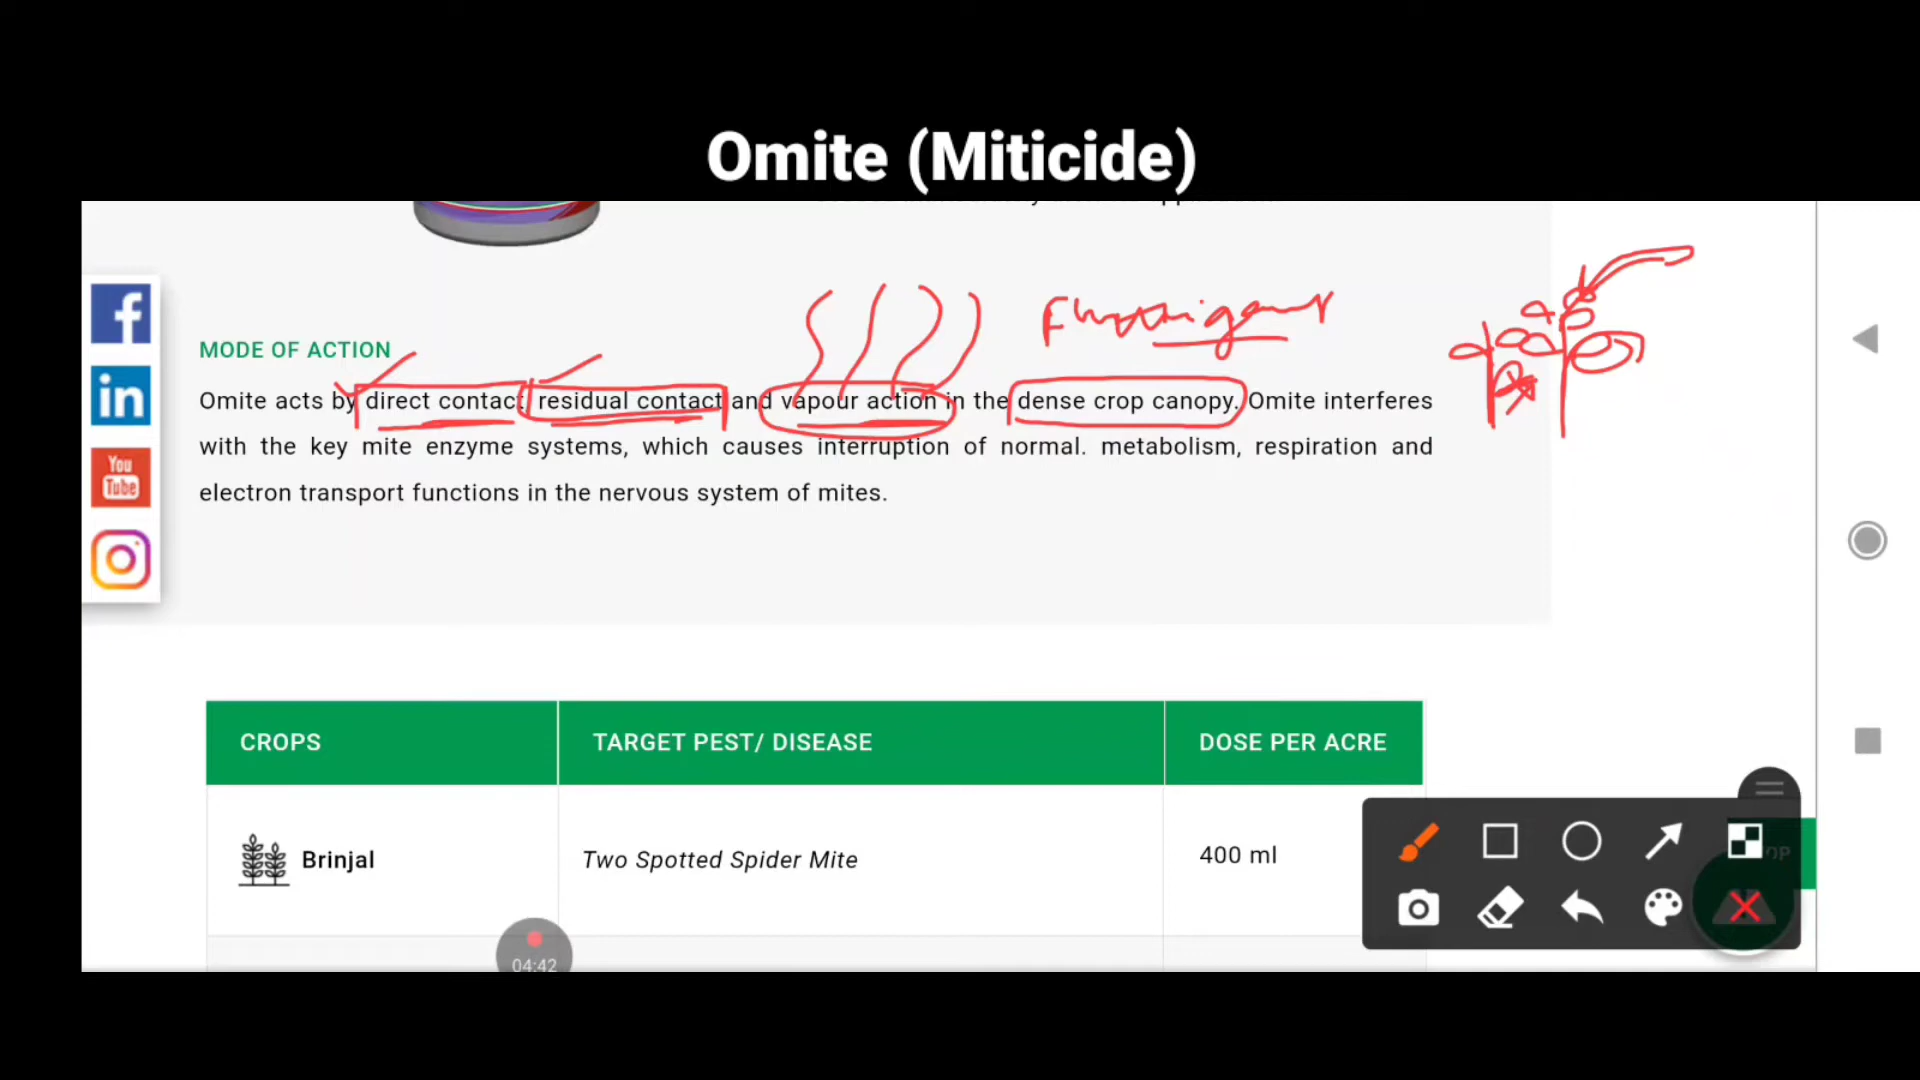 Omite (Miticide)
MODE OF ACTION
Omite acts by direct contact residual contact and vapour action in the dense crop canopy. Omite interferes
with the key mite enzyme systems, which causes interruption of normal. metabolism, respiration and
electron transport functions in the nervous system of mites.
You
Tube
CROPS
TARGET PEST/ DISEASE
DOSE PER ACRE
Brinjal
Two Spotted Spider Mite
400 ml
04:42